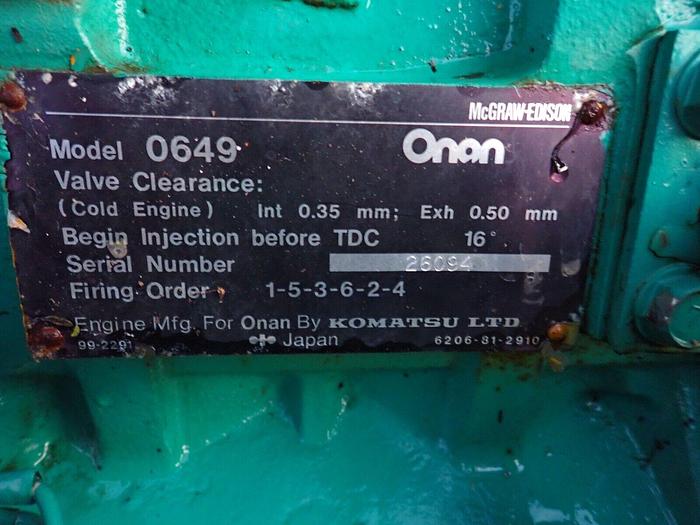 McGRAW-EDISON
Model 0649 Onan
Valve Clearance:
(Cold Engine) Int 0.35 mm; Exh 0.50 mm
Begin Injection before TDC 16°
Serial Number 26094
Firing Order 1-5-3-6-2-4
Engine Mfg. For Onan By KOMATSU LTD.
99-2291 Japan 6206-81-2910